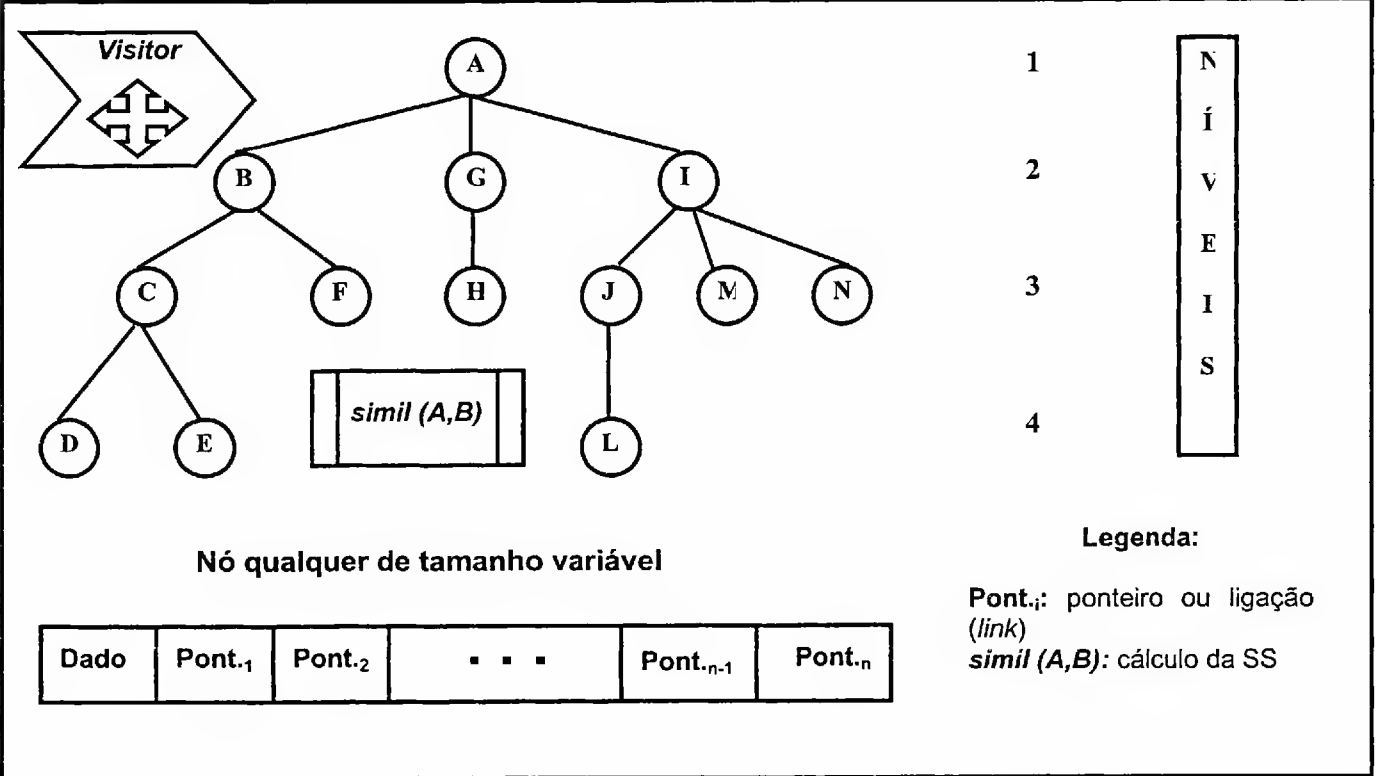 Visitor
A
B
G
I
C
F
H
J
M
N
D
E
L
simil (A,B)
1
2
3
4
N
Í
V
E
I
S
Nó qualquer de tamanho variável
Dado
Pont.1
Pont.2
. . .
Pont.n-1
Pont.n
Legenda:
Pont.i: ponteiro ou ligação
(link)
simil (A,B): cálculo da SS